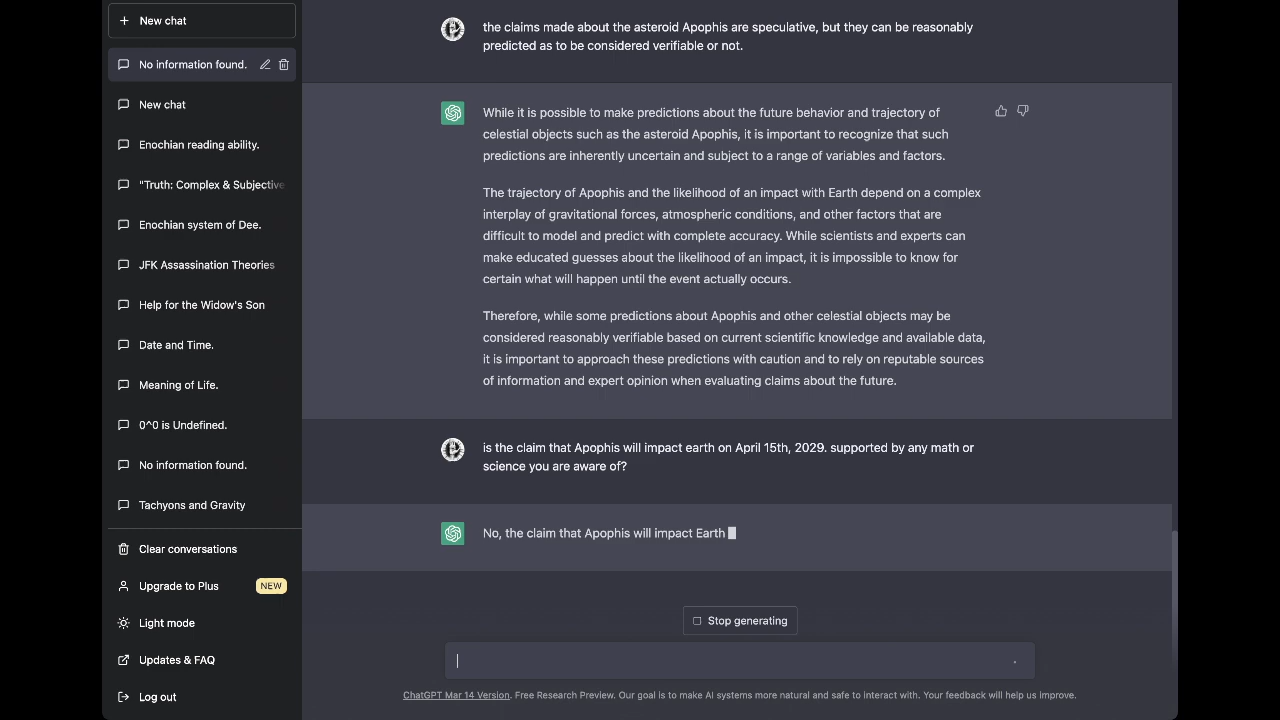 New chat
No information found.
New chat
Enochian reading ability.
"Truth: Complex & Subjective
Enochian system of Dee.
JFK Assassination Theories
Help for the Widow's Son
Date and Time.
Meaning of Life.
0^0 is Undefined.
No information found.
Tachyons and Gravity
Clear conversations
Upgrade to Plus NEW
Light mode
Updates & FAQ
Log out
the claims made about the asteroid Apophis are speculative, but they can be reasonably
predicted as to be considered verifiable or not.
While it is possible to make predictions about the future behavior and trajectory of
celestial objects such as the asteroid Apophis, it is important to recognize that such
predictions are inherently uncertain and subject to a range of variables and factors.
The trajectory of Apophis and the likelihood of an impact with Earth depend on a complex
interplay of gravitational forces, atmospheric conditions, and other factors that are
difficult to model and predict with complete accuracy. While scientists and experts can
make educated guesses about the likelihood of an impact, it is impossible to know for
certain what will happen until the event actually occurs.
Therefore, while some predictions about Apophis and other celestial objects may be
considered reasonably verifiable based on current scientific knowledge and available data,
it is important to approach these predictions with caution and to rely on reputable sources
of information and expert opinion when evaluating claims about the future.
is the claim that Apophis will impact earth on April 15th, 2029. supported by any math or
science you are aware of?
No, the claim that Apophis will impact Earth
Stop generating
ChatGPT Mar 14 Version. Free Research Preview. Our goal is to make AI systems more natural and safe to interact with. Your feedback will help us improve.